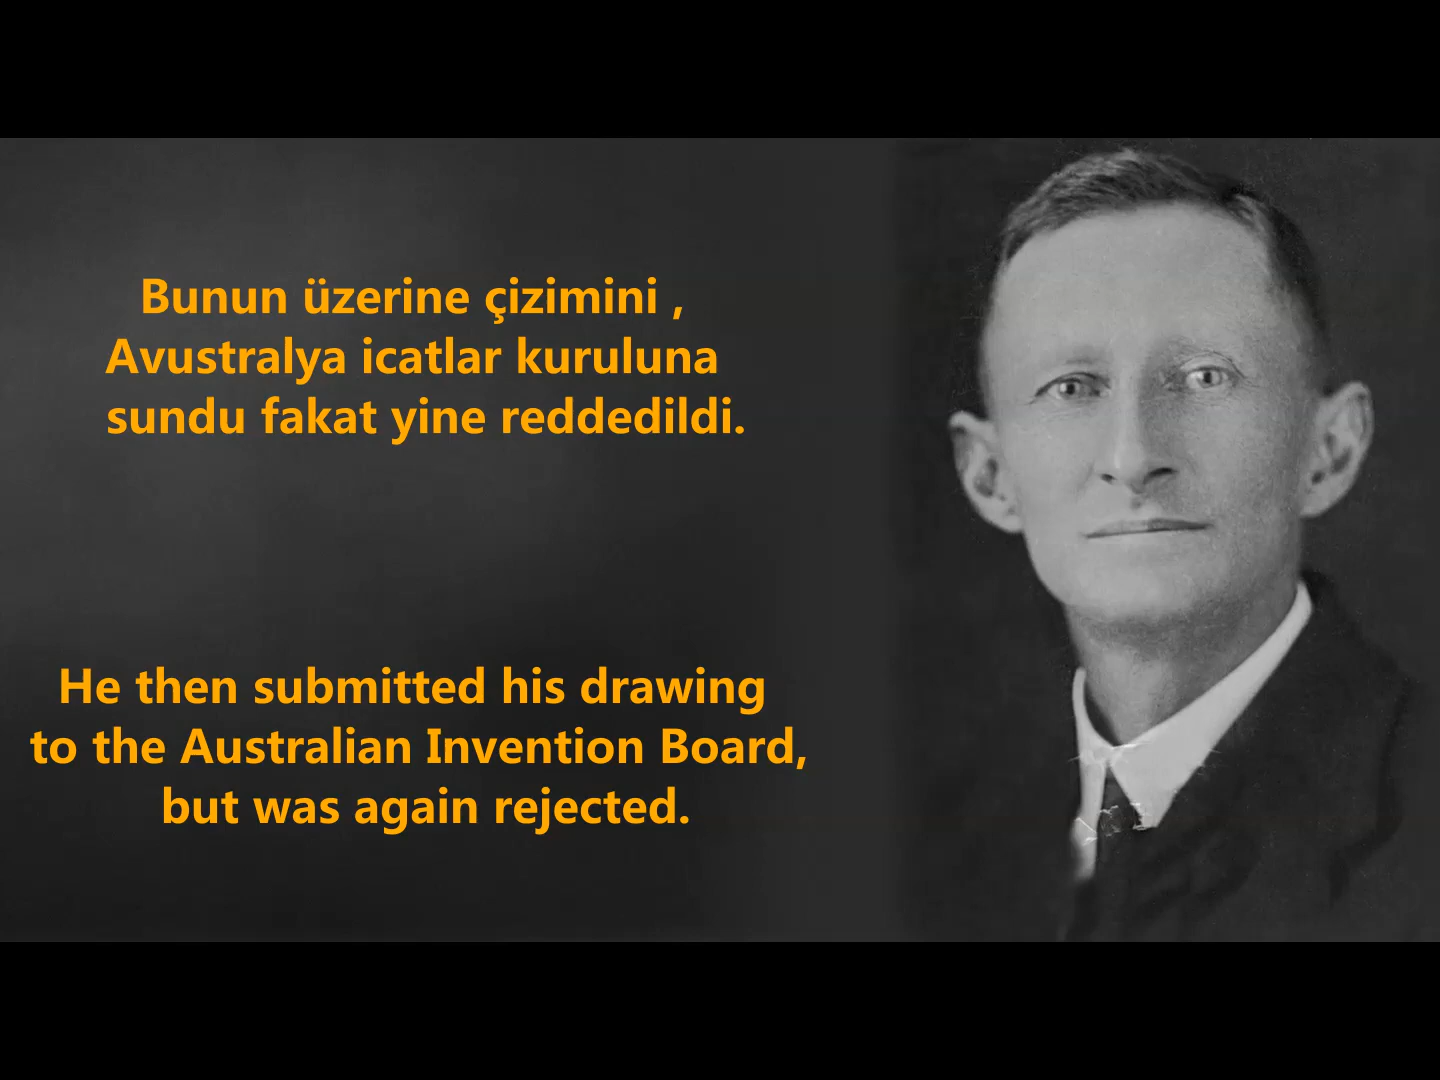 Bunun üzerine çizimini ,
Avustralya icatlar kuruluna
sundu fakat yine reddedildi.
He then submitted his drawing
to the Australian Invention Board,
but was again rejected.